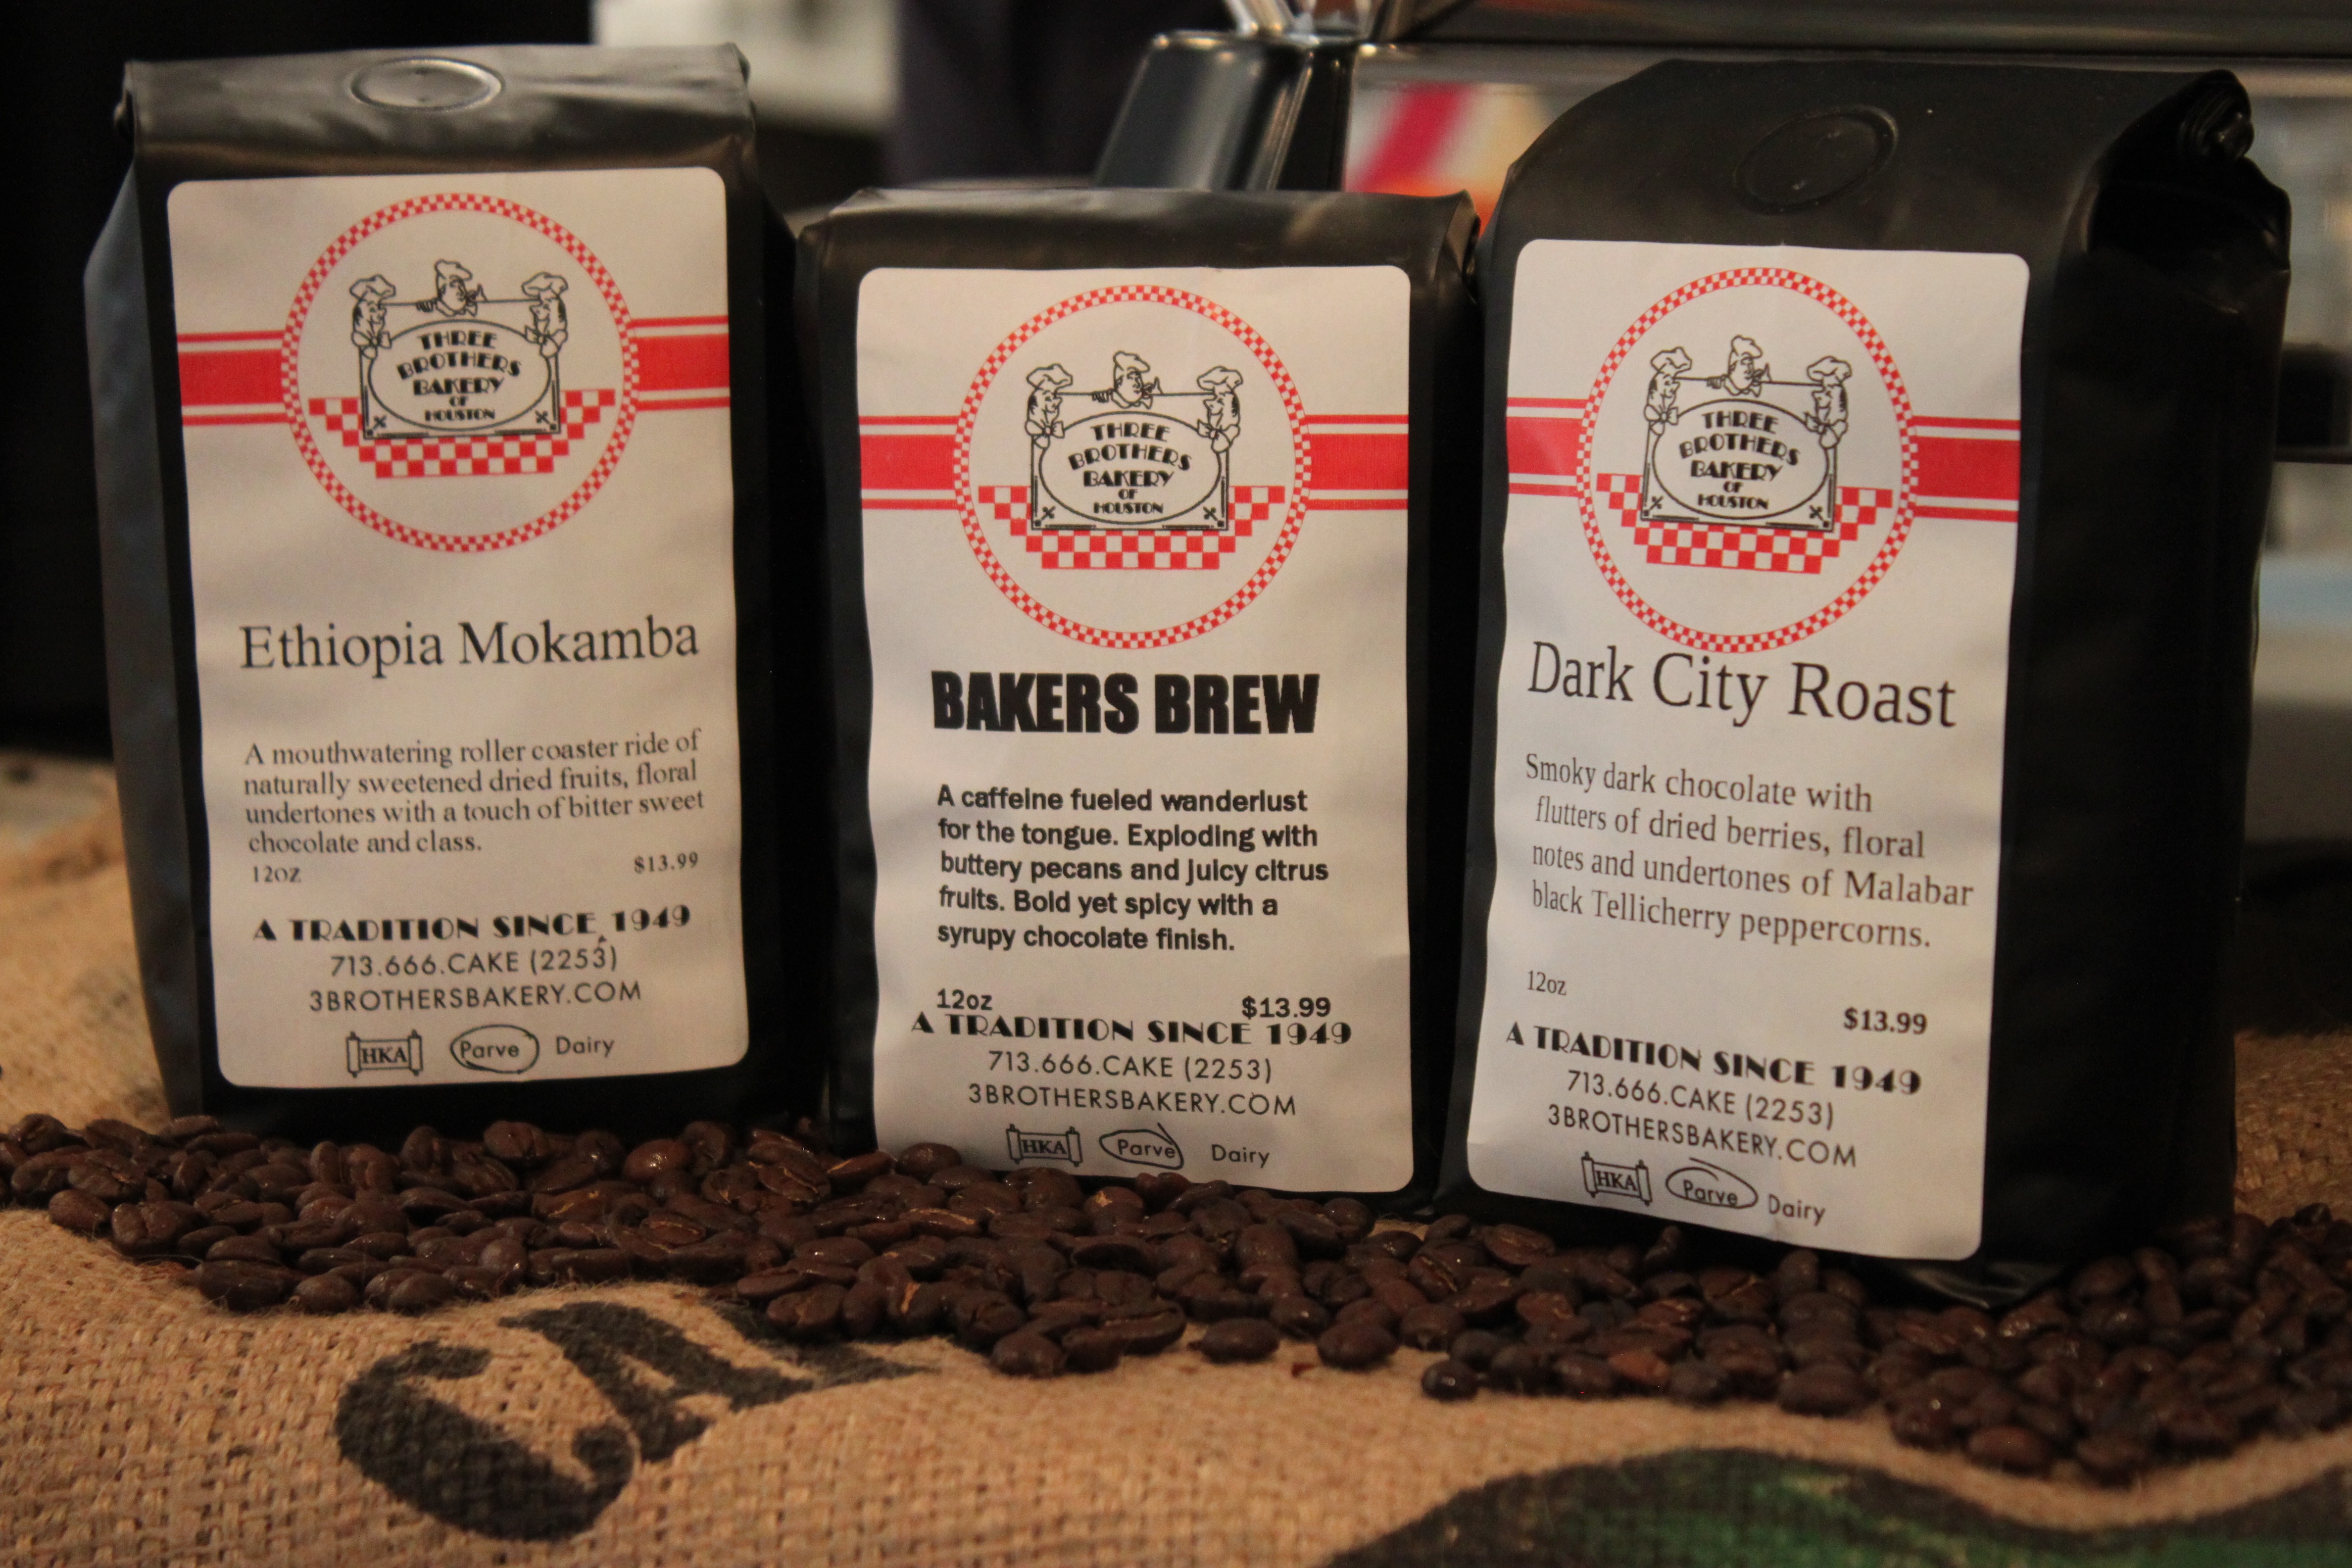 THREE
BROTHERS
BAKERY
OF
HOUSTON
Ethiopia Mokamba
A mouthwatering roller coaster ride of
naturally sweetened dried fruits, floral
undertones with a touch of bitter sweet
chocolate and class.
12oz $13.99
A TRADITION SINCE 1949
713.666.CAKE (2253)
3BROTHERSBAKERY.COM
HKA Parve Dairy
THREE
BROTHERS
BAKERY
OF
HOUSTON
BAKERS BREW
A caffeine fueled wanderlust
for the tongue. Exploding with
buttery pecans and juicy citrus
fruits. Bold yet spicy with a
syrupy chocolate finish.
12oz $13.99
A TRADITION SINCE 1949
713.666.CAKE (2253)
3BROTHERSBAKERY.COM
HKA Parve Dairy
THREE
BROTHERS
BAKERY
OF
HOUSTON
Dark City Roast
Smoky dark chocolate with
flutters of dried berries, floral
notes and undertones of Malabar
black Tellicherry peppercorns.
12oz
$13.99
A TRADITION SINCE 1949
713.666.CAKE (2253)
3BROTHERSBAKERY.COM
HKA Parve Dairy